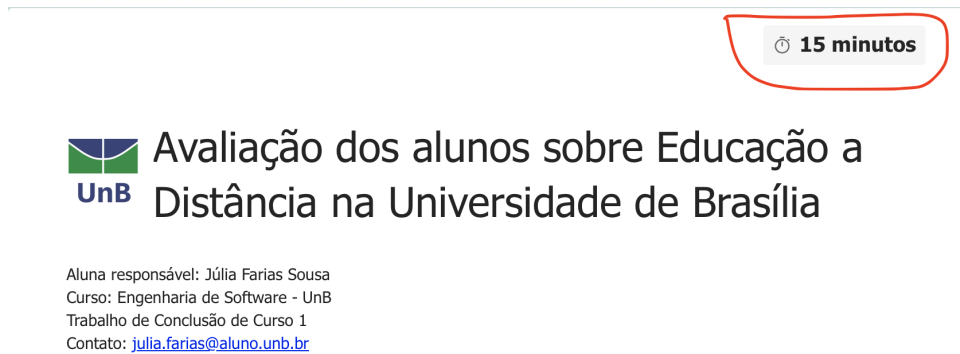 15 minutos
Avaliação dos alunos sobre Educação a
Distância na Universidade de Brasília
UnB
Aluna responsável: Júlia Farias Sousa
Curso: Engenharia de Software - UnB
Trabalho de Conclusão de Curso 1
Contato: julia.farias@aluno.unb.br